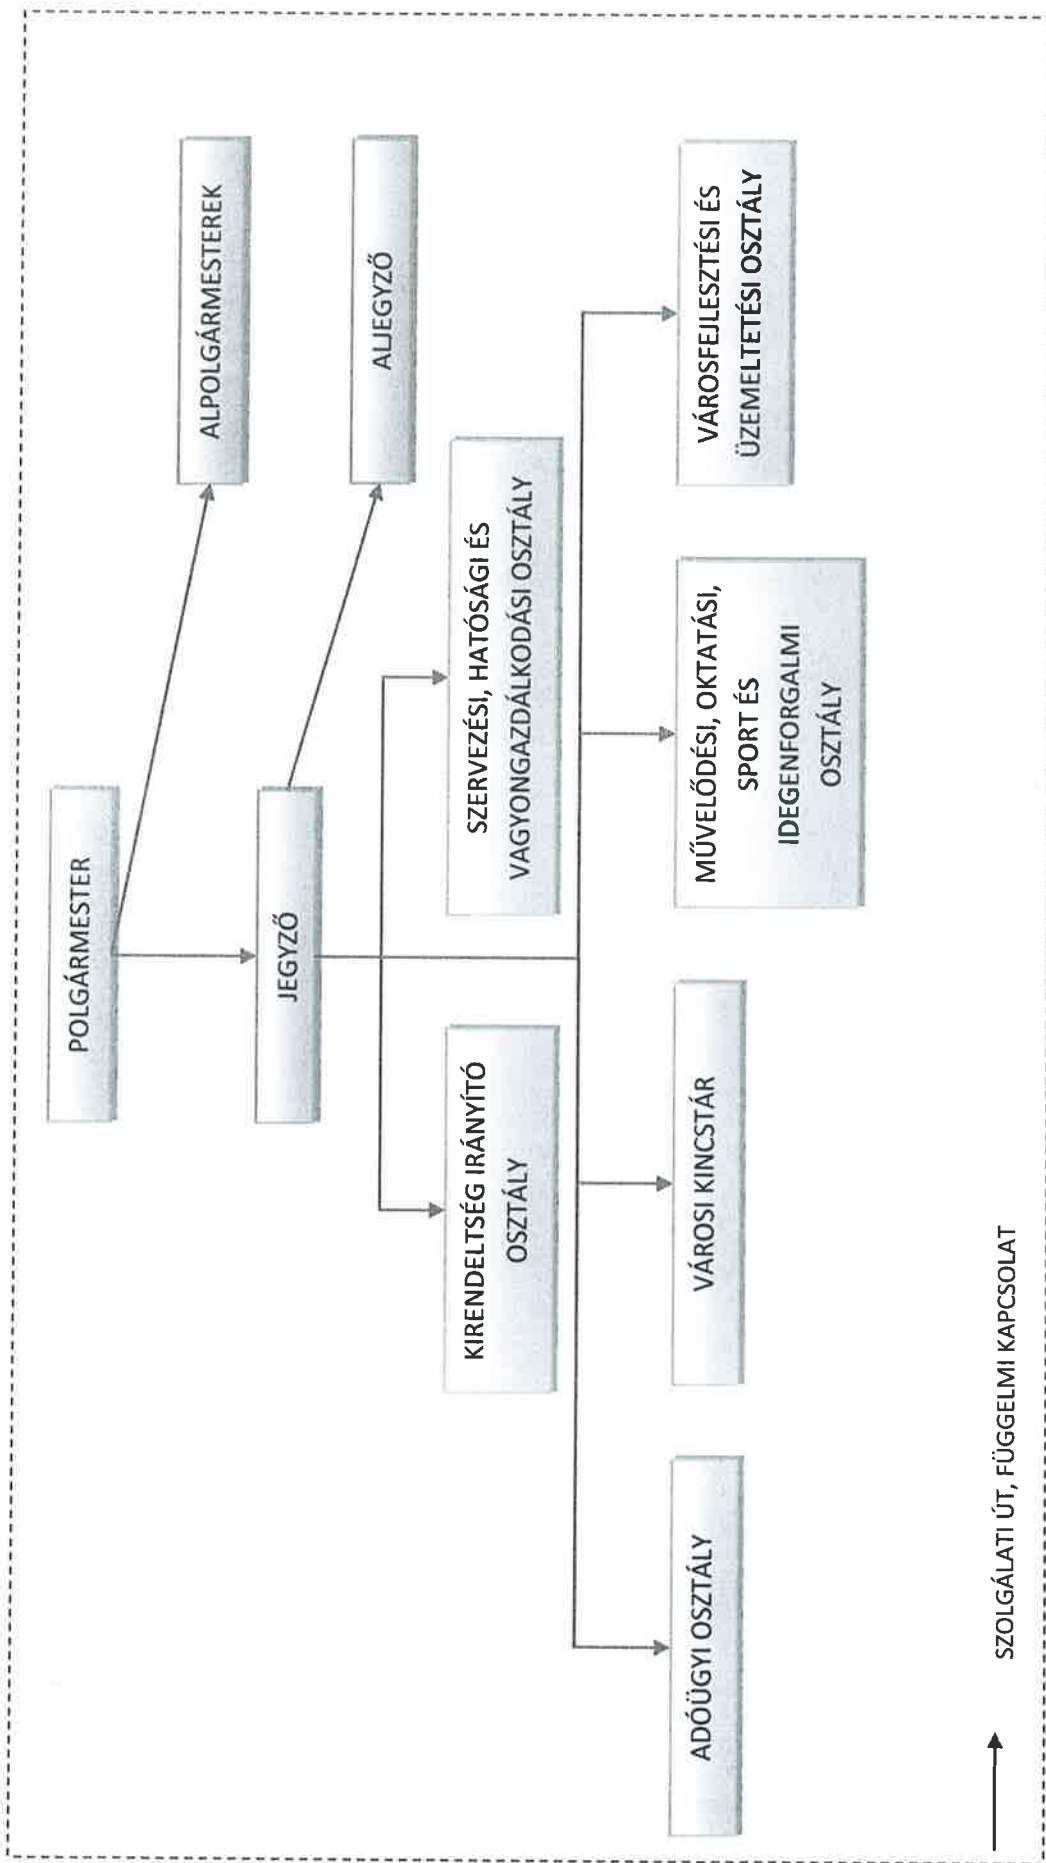 POLGÁRMESTER
ALPOLGÁRMESTEREK
JEGYZŐ
ALJEGYZŐ
KIRENDELTSÉG IRÁNYÍTÓ
OSZTÁLY
SZERVEZÉSI, HATÓSÁGI ÉS
VAGYONGAZDÁLKODÁSI OSZTÁLY
ADÓÜGYI OSZTÁLY
VÁROSI KINCSTÁR
MŰVELŐDÉSI, OKTATÁSI,
SPORT ÉS
IDEGENFORGALMI
OSZTÁLY
VÁROSFEJLESZTÉSI ÉS
ÜZEMELTETÉSI OSZTÁLY
SZOLGÁLATI ÚT, FÜGGELMI KAPCSOLAT